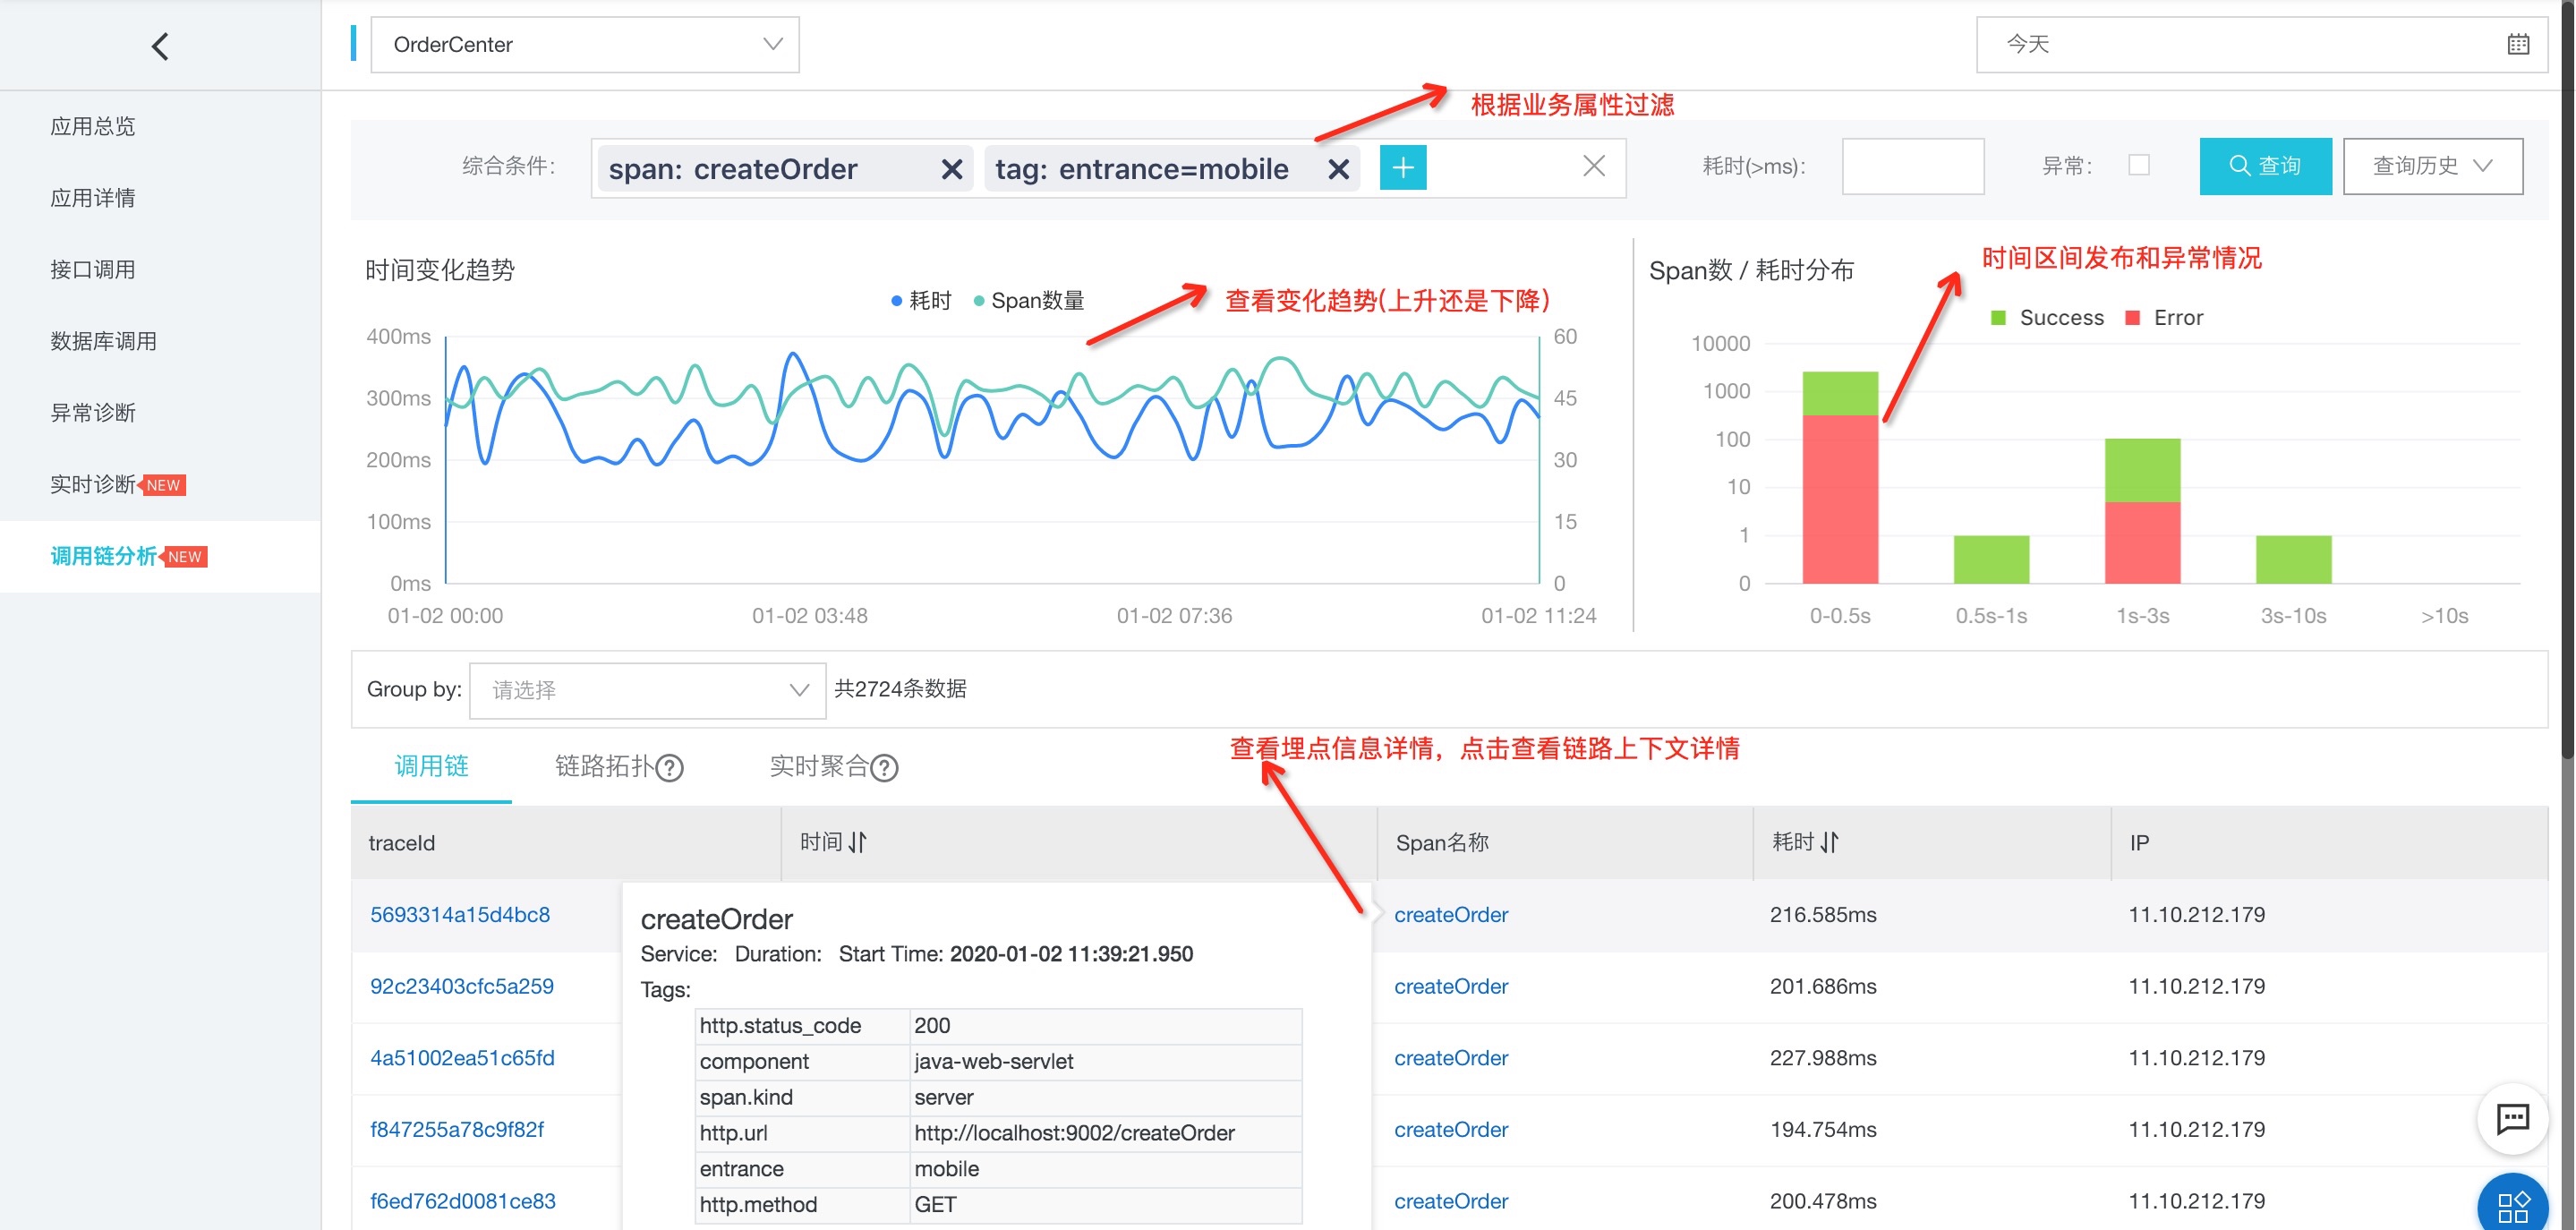 OrderCenter
今天
根据业务属性过滤
应用总览
应用详情
接口调用
数据库调用
异常诊断
实时诊断 NEW
调用链分析 NEW
综合条件:
span: createOrder
tag: entrance=mobile
耗时(>ms):
异常:
查询
查询历史
时间变化趋势
耗时 Span数量
查看变化趋势(上升还是下降)
400ms
300ms
200ms
100ms
0ms
60
45
30
15
0
01-02 00:00
01-02 03:48
01-02 07:36
01-02 11:24
Span数 / 耗时分布
时间区间发布和异常情况
Success Error
10000
1000
100
10
1
0
0-0.5s
0.5s-1s
1s-3s
3s-10s
>10s
Group by: 请选择 共2724条数据
调用链 链路拓扑? 实时聚合?
查看埋点信息详情，点击查看链路上下文详情
traceId 时间 Span名称 耗时 IP
5693314a15d4bc8 createOrder 216.585ms 11.10.212.179
92c23403cfc5a259 createOrder 201.686ms 11.10.212.179
4a51002ea51c65fd createOrder 227.988ms 11.10.212.179
f847255a78c9f82f createOrder 194.754ms 11.10.212.179
f6ed762d0081ce83 createOrder 200.478ms 11.10.212.179
createOrder
Service: Duration: Start Time: 2020-01-02 11:39:21.950
Tags:
http.status_code 200
component java-web-servlet
span.kind server
http.url http://localhost:9002/createOrder
entrance mobile
http.method GET